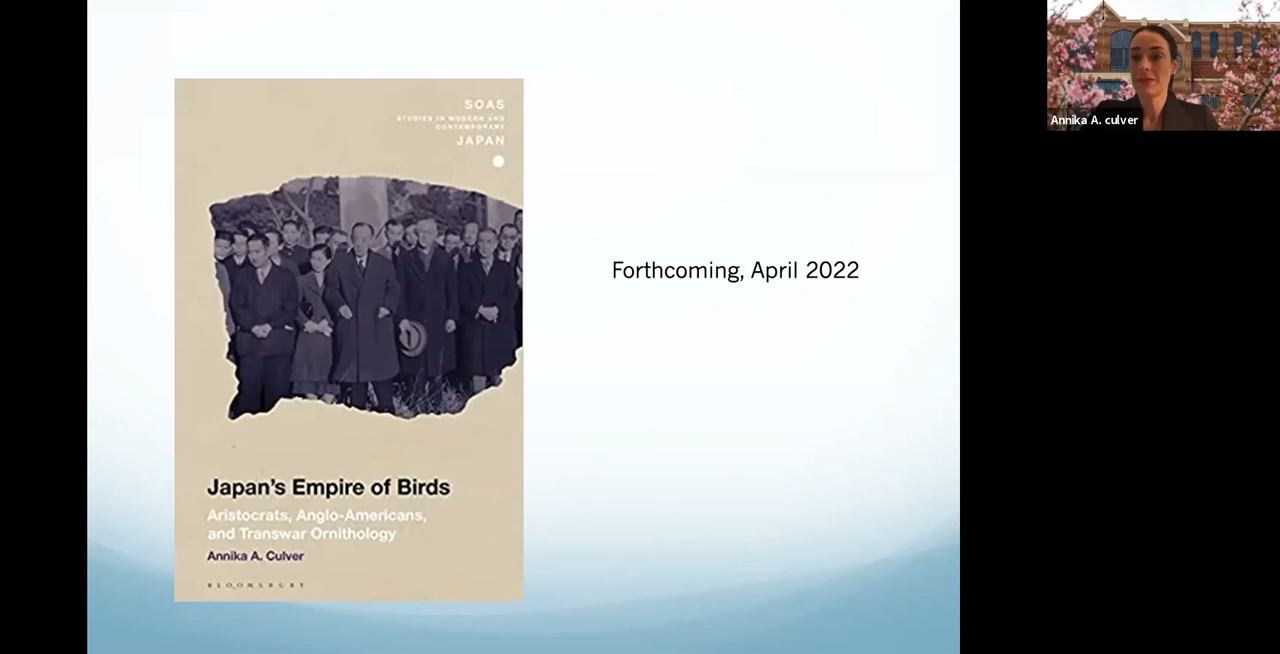 SOAS
STUDIES IN MODERN AND
CONTEMPORARY
JAPAN
Forthcoming, April 2022
Japan's Empire of Birds
Aristocrats, Anglo-Americans,
and Transwar Ornithology
Annika A. Culver
BLOOMSBURY
Annika A. culver